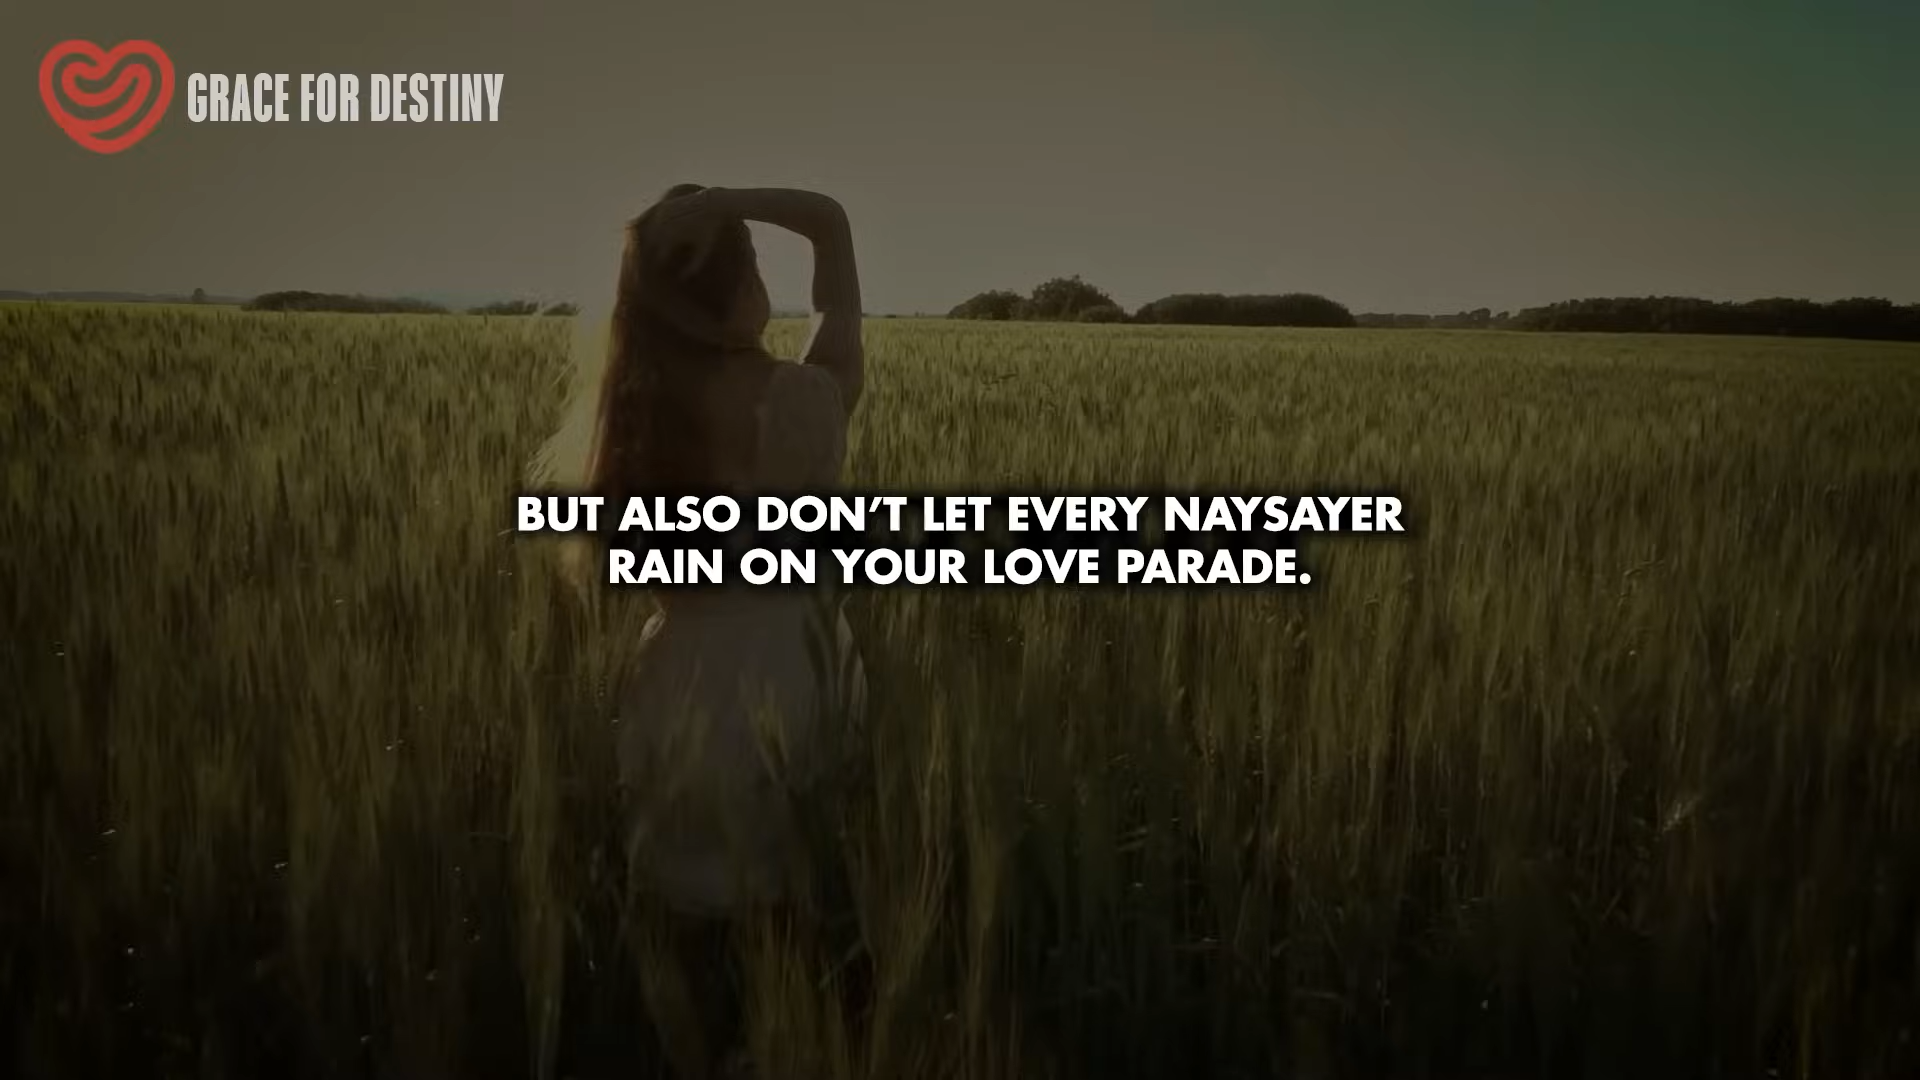 GRACE FOR DESTINY
BUT ALSO DON'T LET EVERY NAYSAYER
RAIN ON YOUR LOVE PARADE.